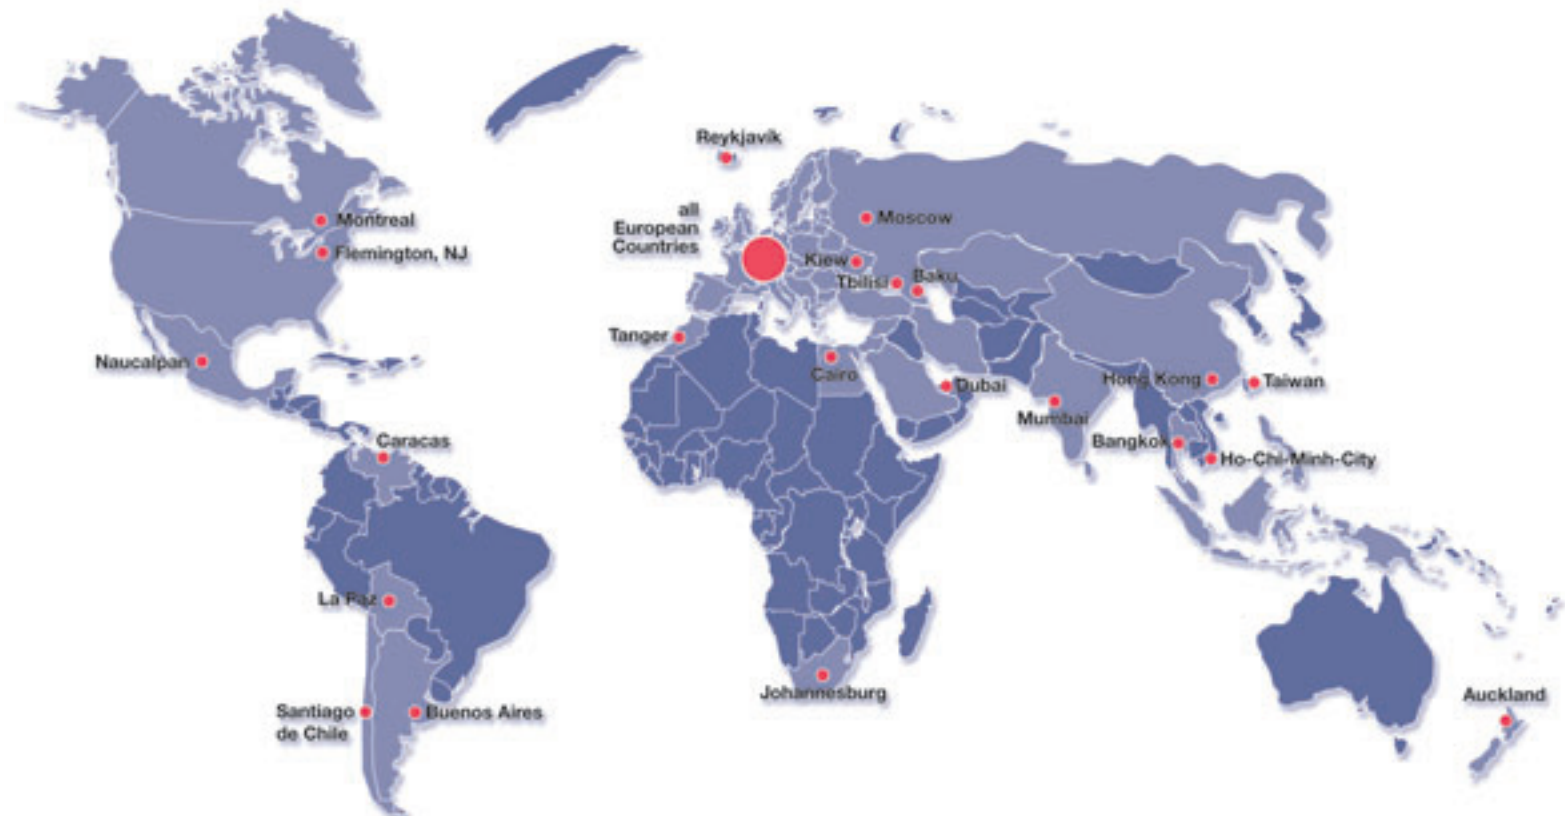 Reykjavik
all
European
Countries
Moscow
Montreal
Flemington, NJ
Kiew
Tbilisi
Baku
Tanger
Naucalpan
Cairo
Dubai
Hong Kong
Taiwan
Mumbai
Bangkok
Ho-Chi-Minh-City
Caracas
La Paz
Johannesburg
Santiago
de Chile
Buenos Aires
Auckland